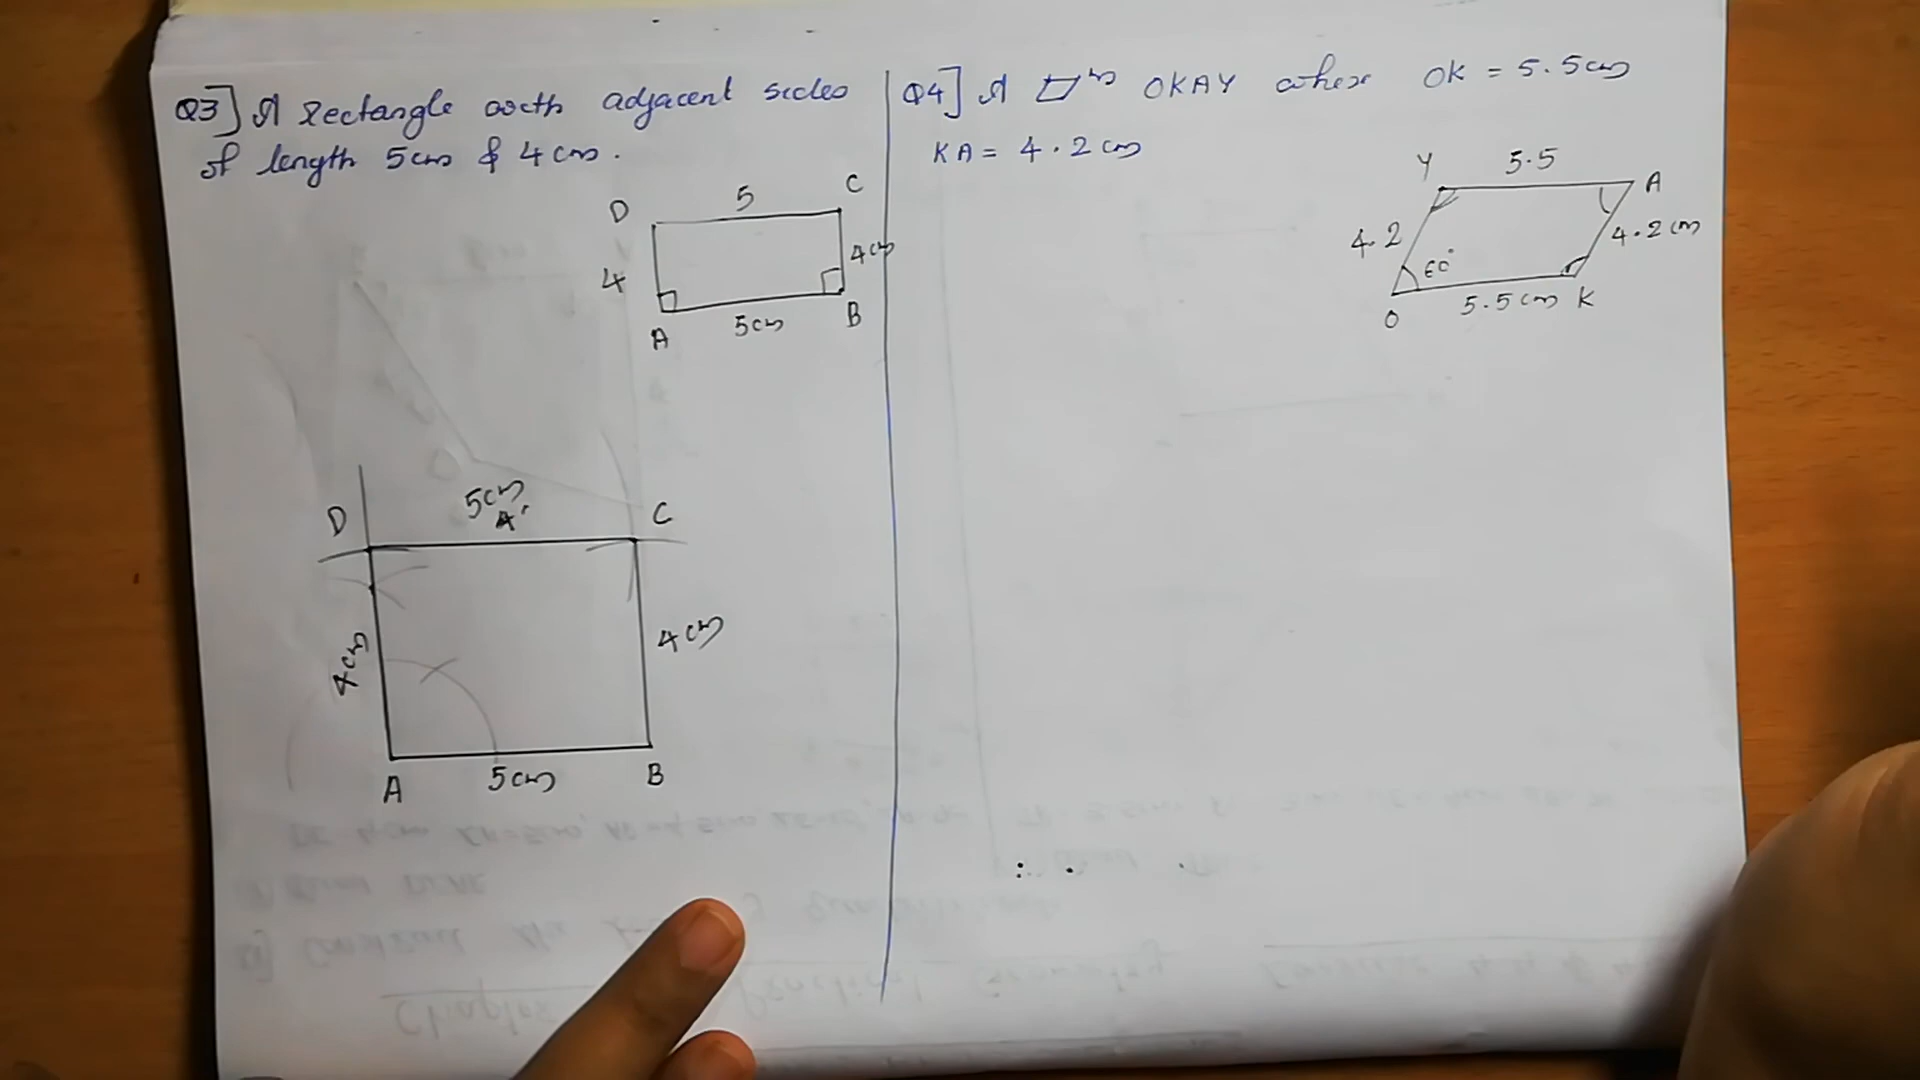 Q3] A Rectangle with adjacent sides
of length 5cm & 4cm.
D
5
C
4
4cm
A
5cm
B
D
5cm
C
4cm
4cm
A
5cm
B
Q4] A ▱m OKAY where OK = 5.5cm
KA = 4.2cm
Y
5.5
A
4.2
4.2cm
60°
O
5.5cm K